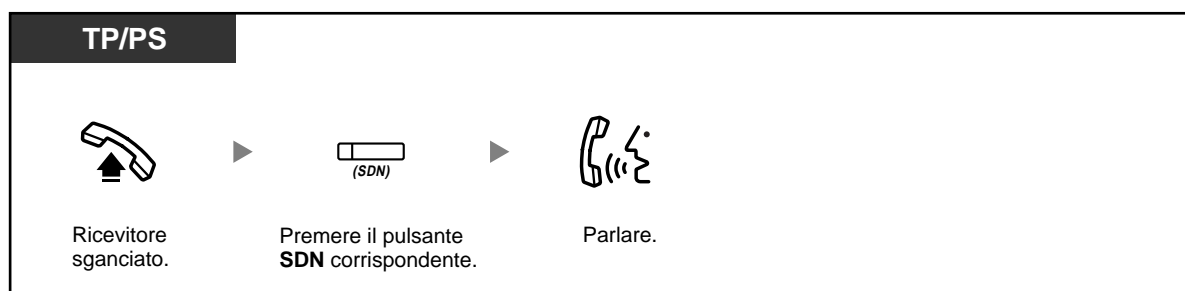 TP/PS
(SDN)
Ricevitore
sganciato.
Premere il pulsante
SDN corrispondente.
Parlare.